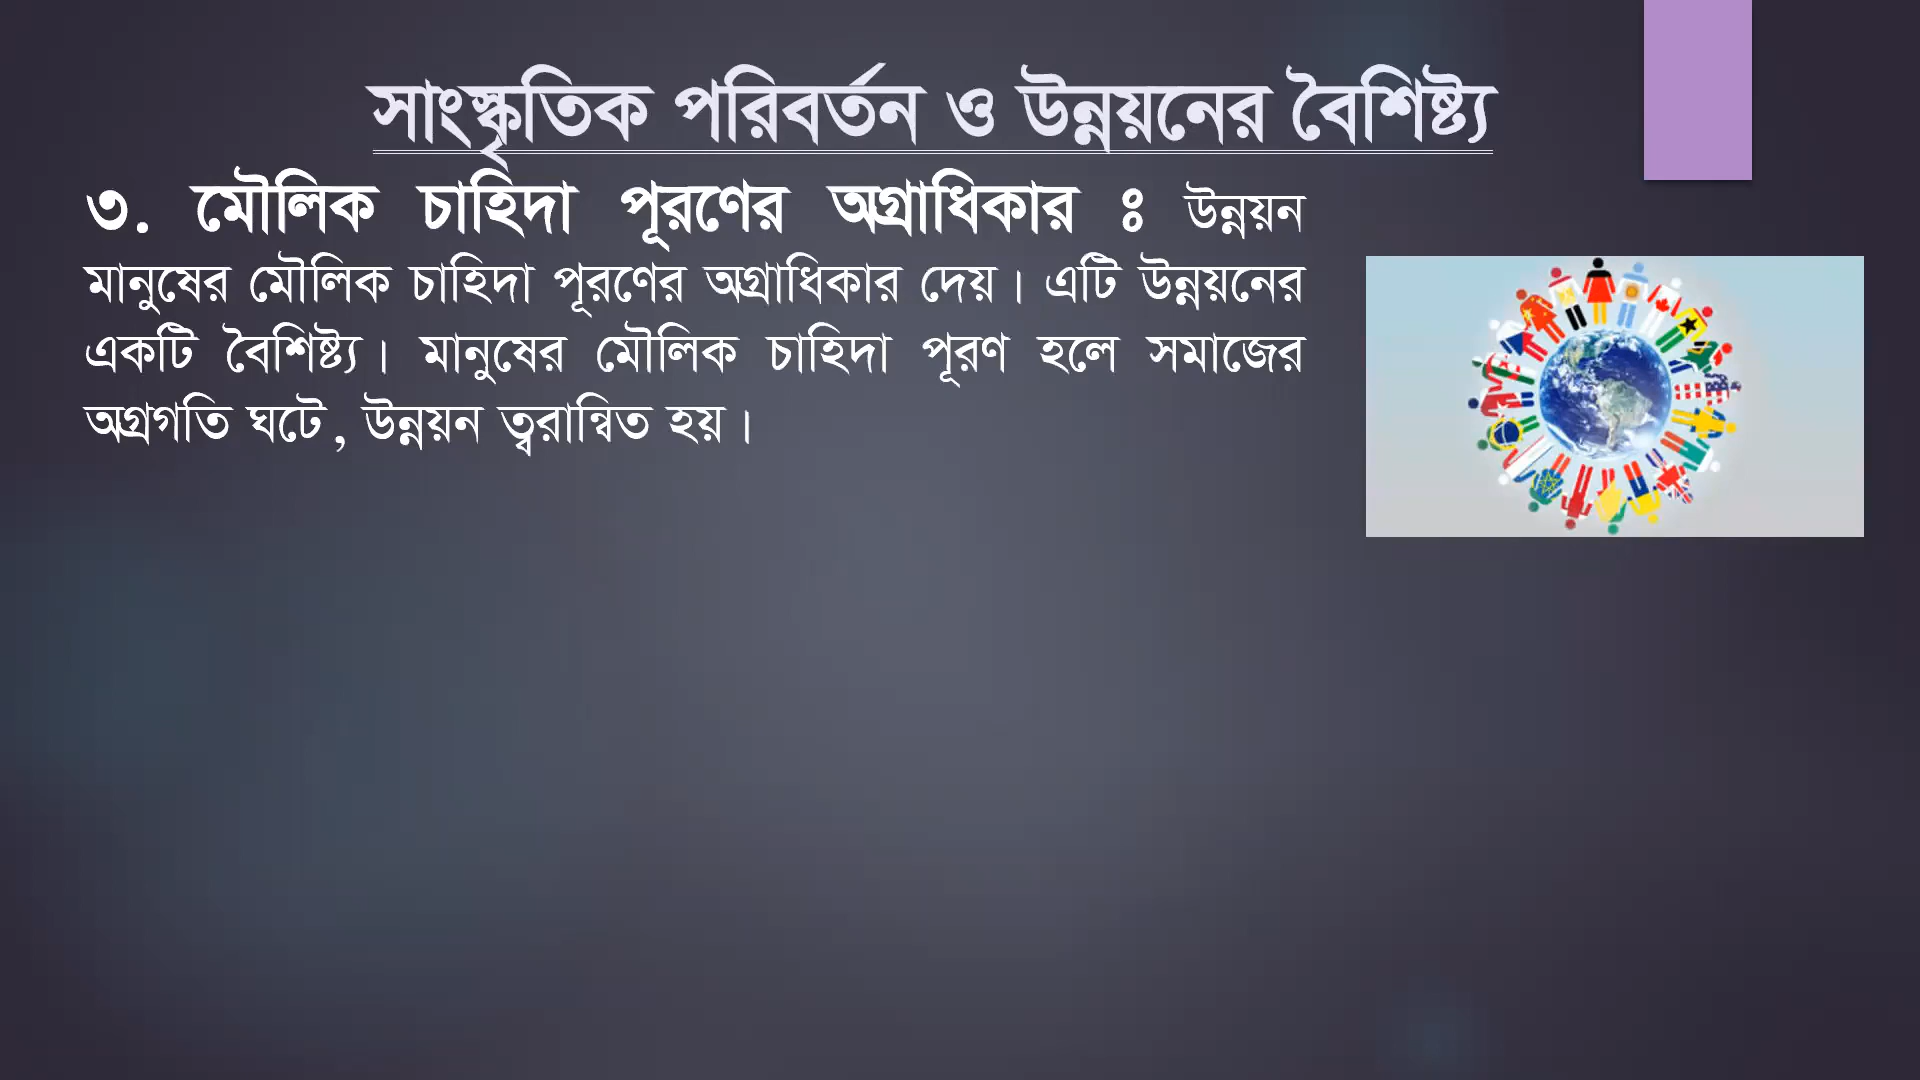 সাংস্কৃতিক পরিবর্তন ও উন্নয়নের বৈশিষ্ট্য
৩. মৌলিক চাহিদা পূরণের অগ্রাধিকার ঃ উন্নয়ন
মানুষের মৌলিক চাহিদা পূরণের অগ্রাধিকার দেয়। এটি উন্নয়নের
একটি বৈশিষ্ট্য। মানুষের মৌলিক চাহিদা পূরণ হলে সমাজের
অগ্রগতি ঘটে, উন্নয়ন ত্বরান্বিত হয়।